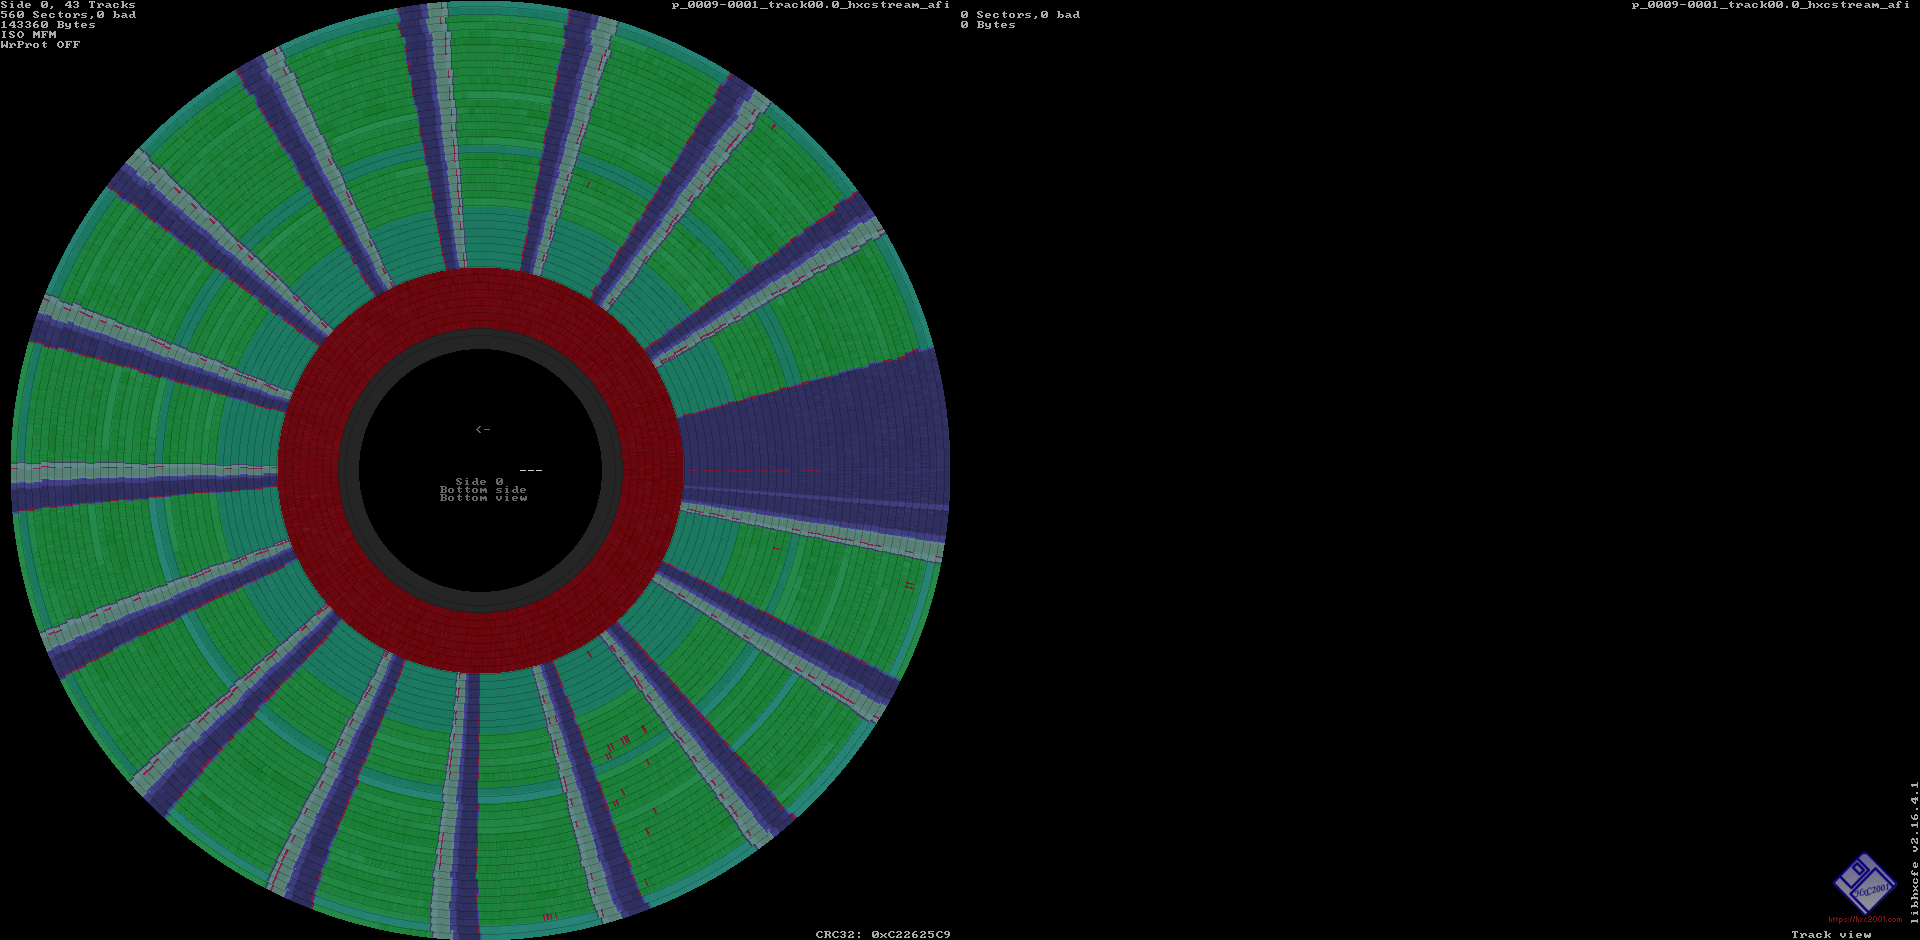 Side 0, 43 Tracks
560 Sectors,0 bad
143360 Bytes
ISO MFM
WrProt OFF
p_0009-0001_track00.0_hxcstream_afi
0 Sectors,0 bad
0 Bytes
p_0009-0001_track00.0_hxcstream_afi
<-
---
Side 0
Bottom side
Bottom view
CRC32: 0xC22625C9
libhxcfe v2.16.4.1
HxC2001
https://hxc2001.com
Track view